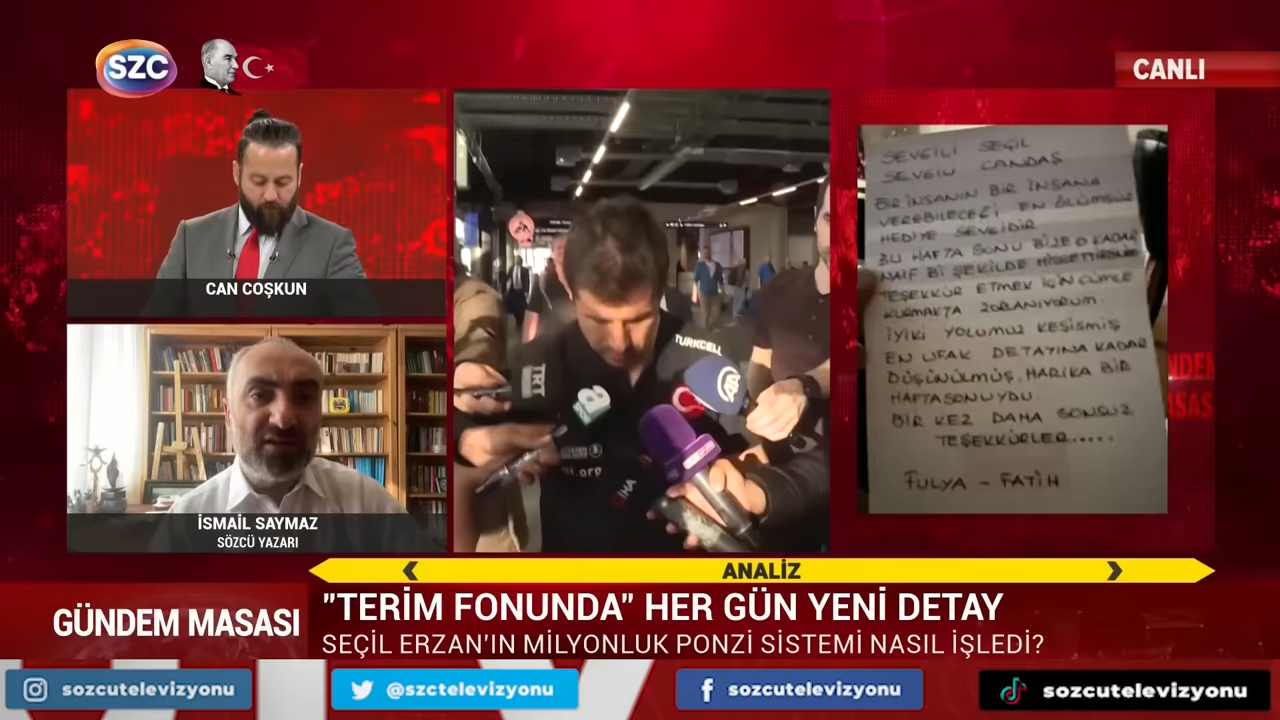 SZC
CANLI
CAN COŞKUN
İSMAİL SAYMAZ
SÖZCÜ YAZARI
TURKCELL
TRT
AA
İHA
SEVGİLİ SEÇİL
SEVGİLİ CANDAŞ
BİR İNSANIN BİR İNSANA
VEREBİLECEĞİ EN ÖLÜMSÜZ
HEDİYE SEVGİDİR
BU HAFTA SONU BİZE O KADAR
NAİF Bİ ŞEKİLDE HİSSETTİRDİNİZ
TEŞEKKÜR ETMEK İÇİN CÜMLE
KURMAKTA ZORLANIYORUM.
İYİKİ YOLUMUZ KESİŞMİŞ
EN UFAK DETAYINA KADAR
DÜŞÜNÜLMÜŞ, HARİKA BİR
HAFTASONUYDU
BİR KEZ DAHA SONSUZ
TEŞEKKÜRLER.....
FULYA - FATİH
ANALİZ
GÜNDEM MASASI
"TERİM FONUNDA" HER GÜN YENİ DETAY
SEÇİL ERZAN'IN MİLYONLUK PONZİ SİSTEMİ NASIL İŞLEDİ?
sozcutelevizyonu
@szctelevizyonu
sozcutelevizyonu
sozcutelevizyonu